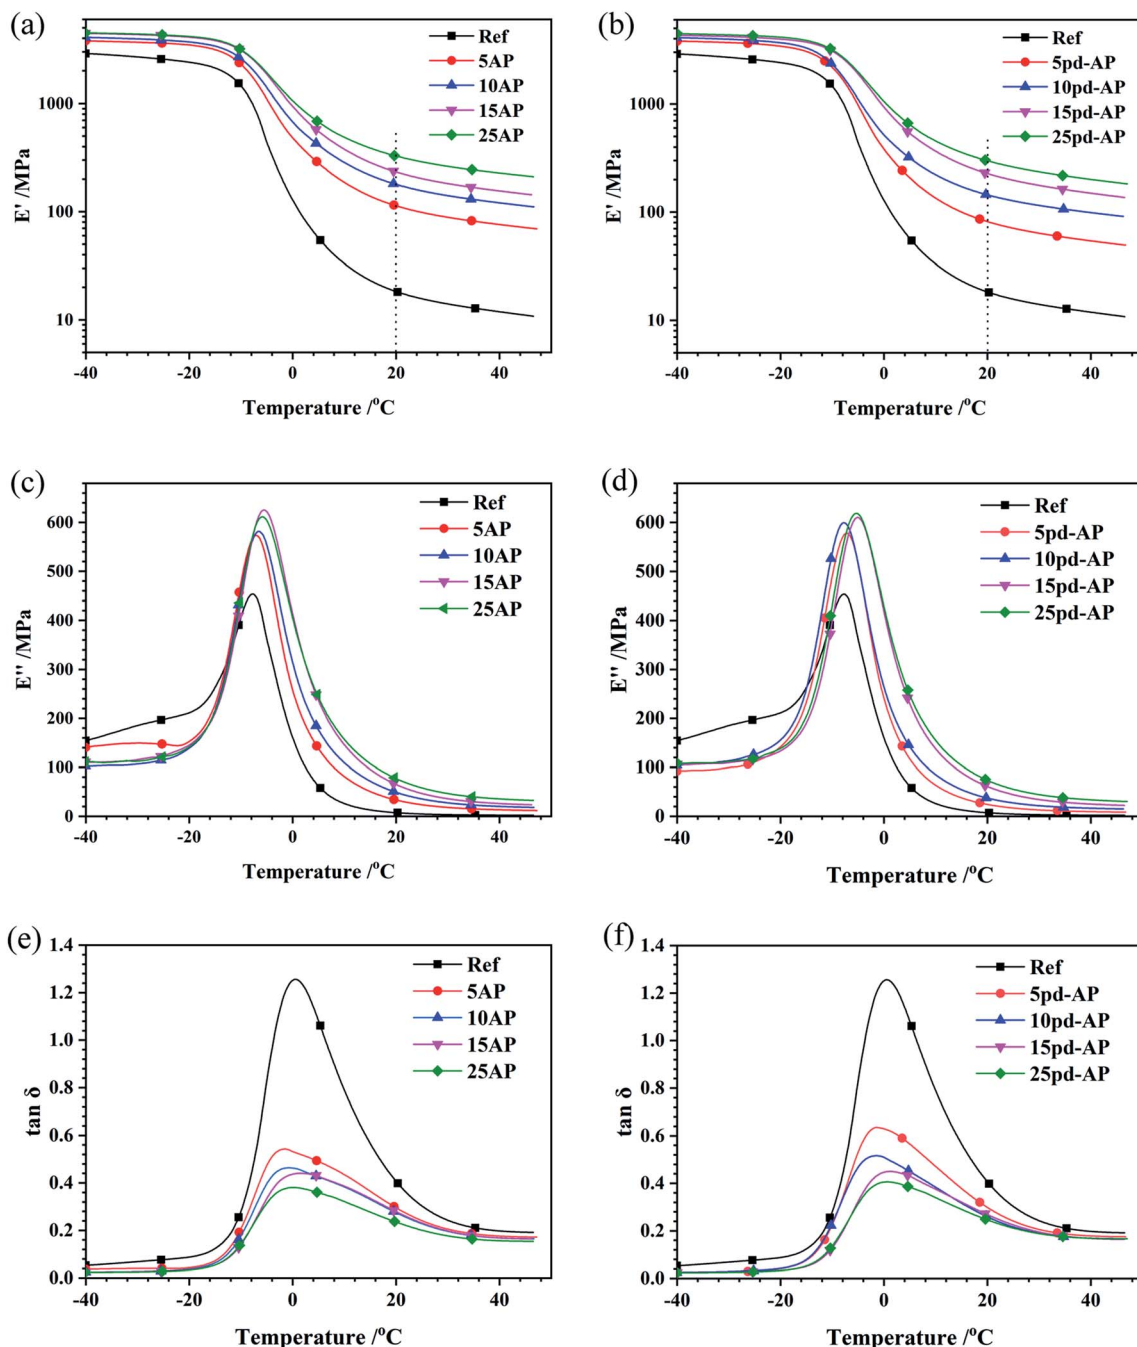 (a)
E' /MPa
1000
100
10
Ref
5AP
10AP
15AP
25AP
-40
-20
0
20
40
Temperature /°C
(b)
E' /MPa
1000
100
10
Ref
5pd-AP
10pd-AP
15pd-AP
25pd-AP
-40
-20
0
20
40
Temperature /°C
(c)
E'' /MPa
600
500
400
300
200
100
0
Ref
5AP
10AP
15AP
25AP
-40
-20
0
20
40
Temperature /°C
(d)
E'' /MPa
600
500
400
300
200
100
0
Ref
5pd-AP
10pd-AP
15pd-AP
25pd-AP
-40
-20
0
20
40
Temperature /°C
(e)
tan δ
1.4
1.2
1.0
0.8
0.6
0.4
0.2
0.0
Ref
5AP
10AP
15AP
25AP
-40
-20
0
20
40
Temperature /°C
(f)
tan δ
1.4
1.2
1.0
0.8
0.6
0.4
0.2
0.0
Ref
5pd-AP
10pd-AP
15pd-AP
25pd-AP
-40
-20
0
20
40
Temperature /°C